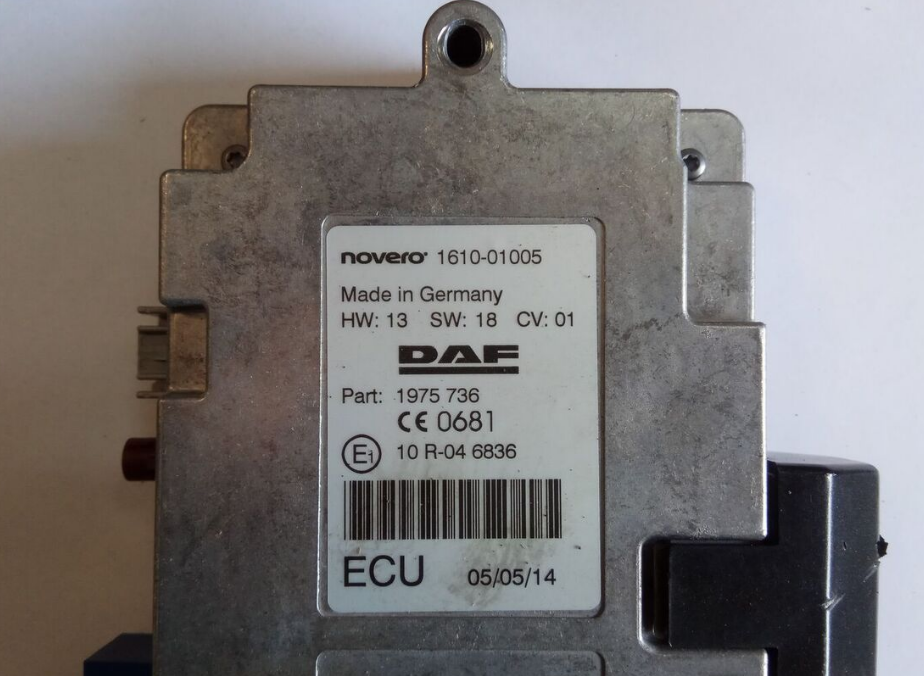 novero 1610-01005
Made in Germany
HW: 13 SW: 18 CV: 01
DAF
Part: 1975 736
CE 0681
E1 10 R-04 6836
ECU 05/05/14